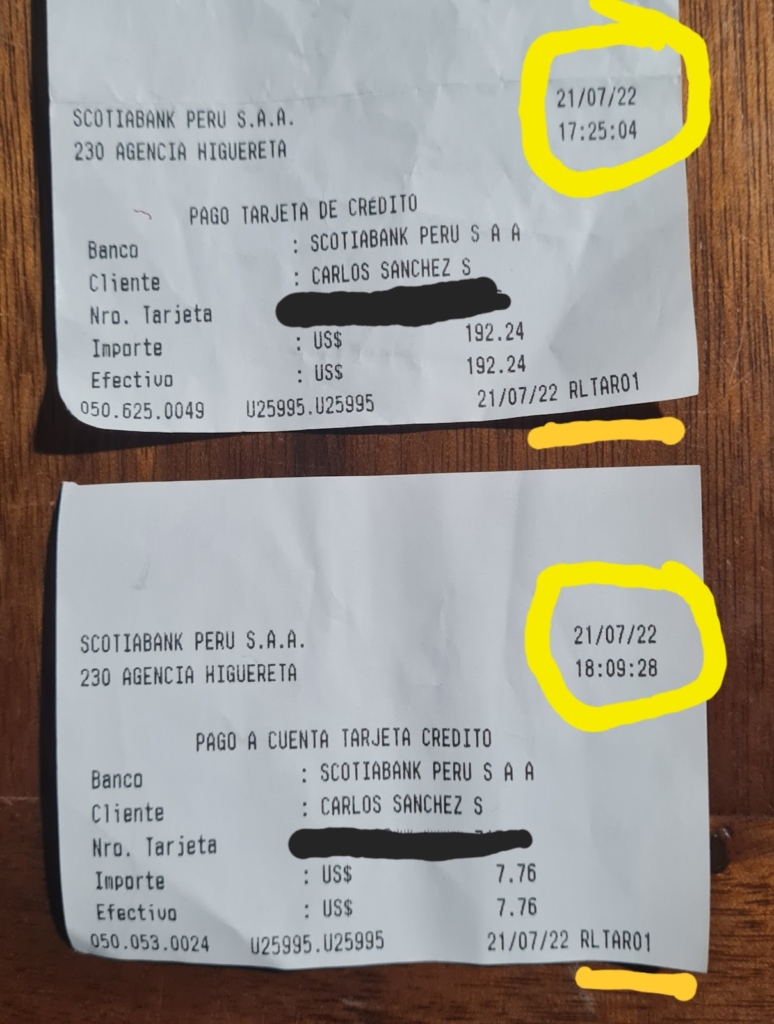 SCOTIABANK PERU S.A.A. 21/07/22
230 AGENCIA HIGUERETA 17:25:04
PAGO TARJETA DE CREDITO
Banco : SCOTIABANK PERU S A A
Cliente : CARLOS SANCHEZ S
Nro. Tarjeta
Importe : US$ 192.24
Efectivo : US$ 192.24
050.625.0049 U25995.U25995 21/07/22 RLTAR01
SCOTIABANK PERU S.A.A. 21/07/22
230 AGENCIA HIGUERETA 18:09:28
PAGO A CUENTA TARJETA CREDITO
Banco : SCOTIABANK PERU S A A
Cliente : CARLOS SANCHEZ S
Nro. Tarjeta
Importe : US$ 7.76
Efectivo : US$ 7.76
050.053.0024 U25995.U25995 21/07/22 RLTAR01